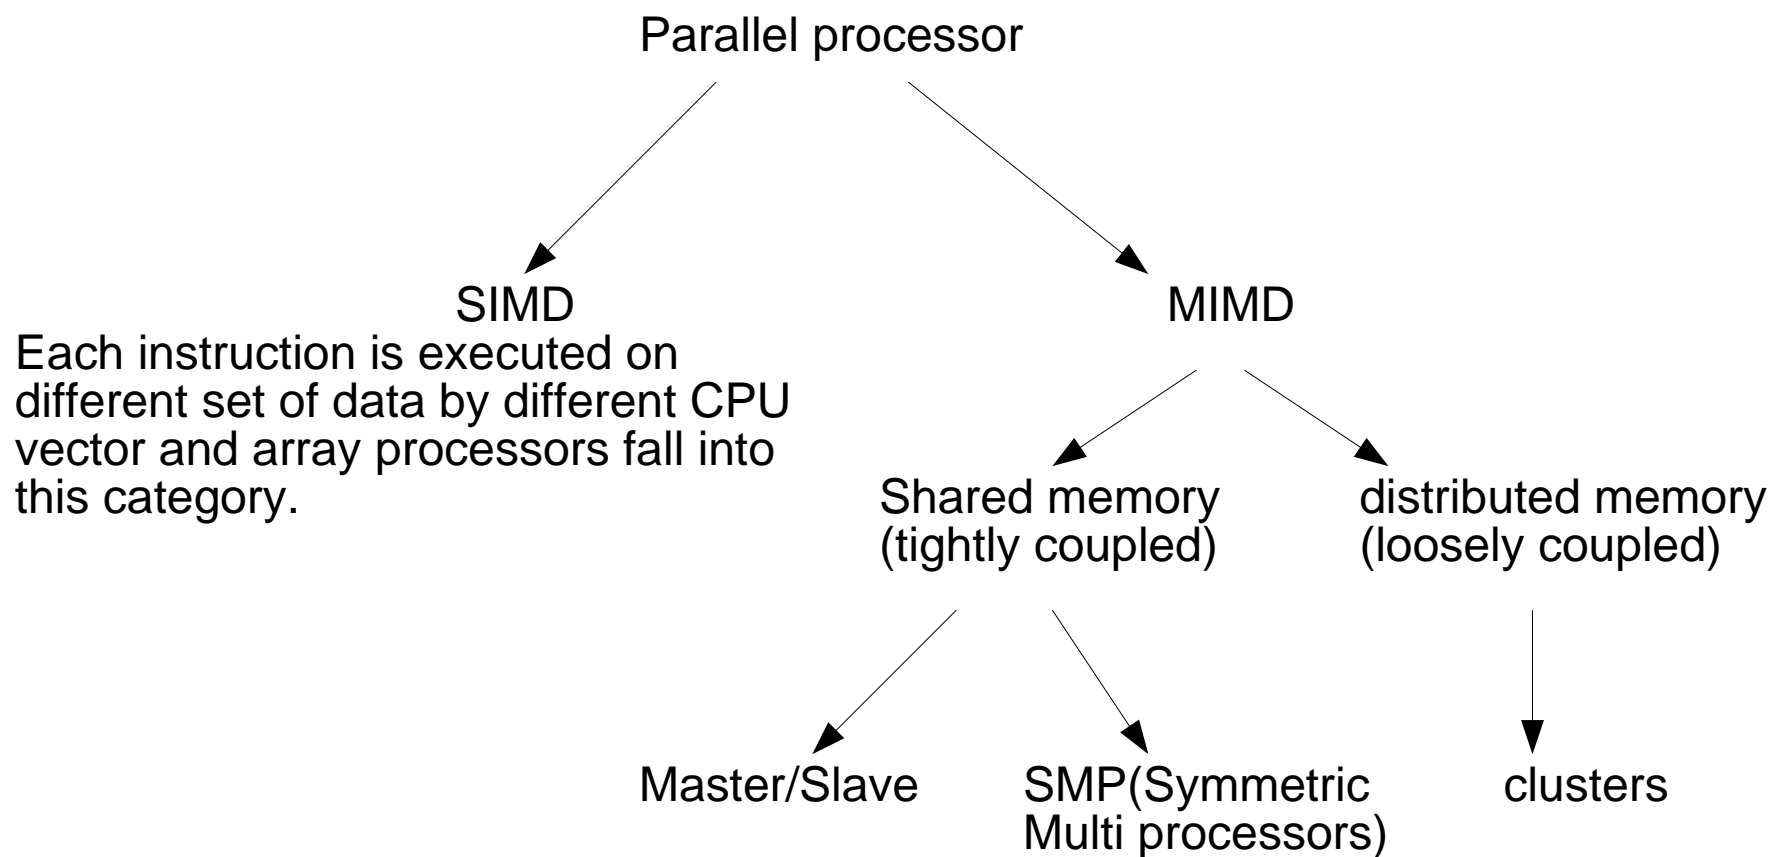 Parallel processor
SIMD
Each instruction is executed on
different set of data by different CPU
vector and array processors fall into
this category.
MIMD
Shared memory
(tightly coupled)
distributed memory
(loosely coupled)
Master/Slave
SMP(Symmetric
Multi processors)
clusters